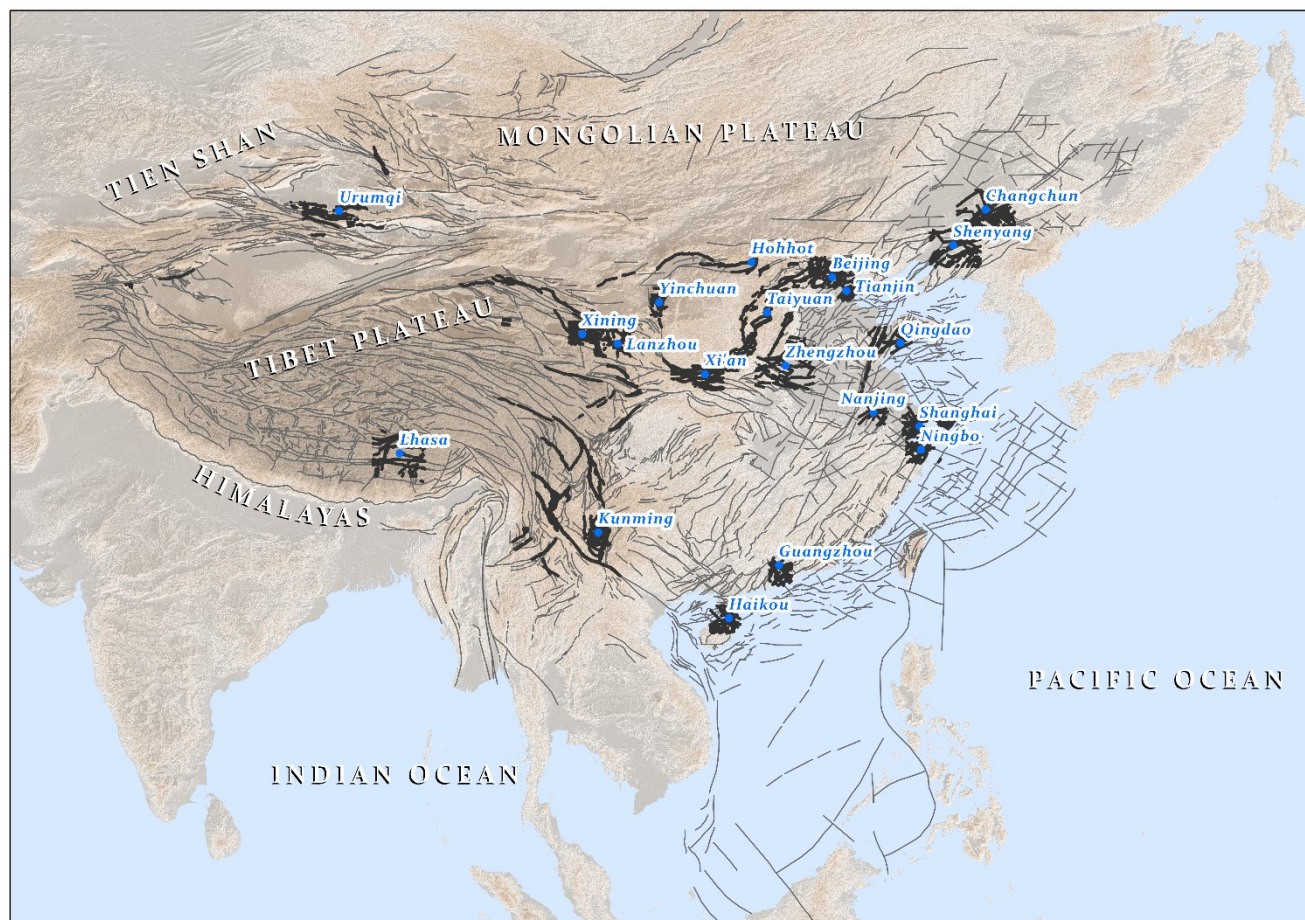 MONGOLIAN PLATEAU
TIEN SHAN
Urumqi
Changchun
Shenyang
Hohhot
Beijing
Tianjin
Yinchuan
Taiyuan
TIBET PLATEAU
Xining
Lanzhou
Qingdao
Xi'an
Zhengzhou
Nanjing
Shanghai
Ningbo
Lhasa
HIMALAYAS
Kunming
Guangzhou
Haikou
PACIFIC OCEAN
INDIAN OCEAN